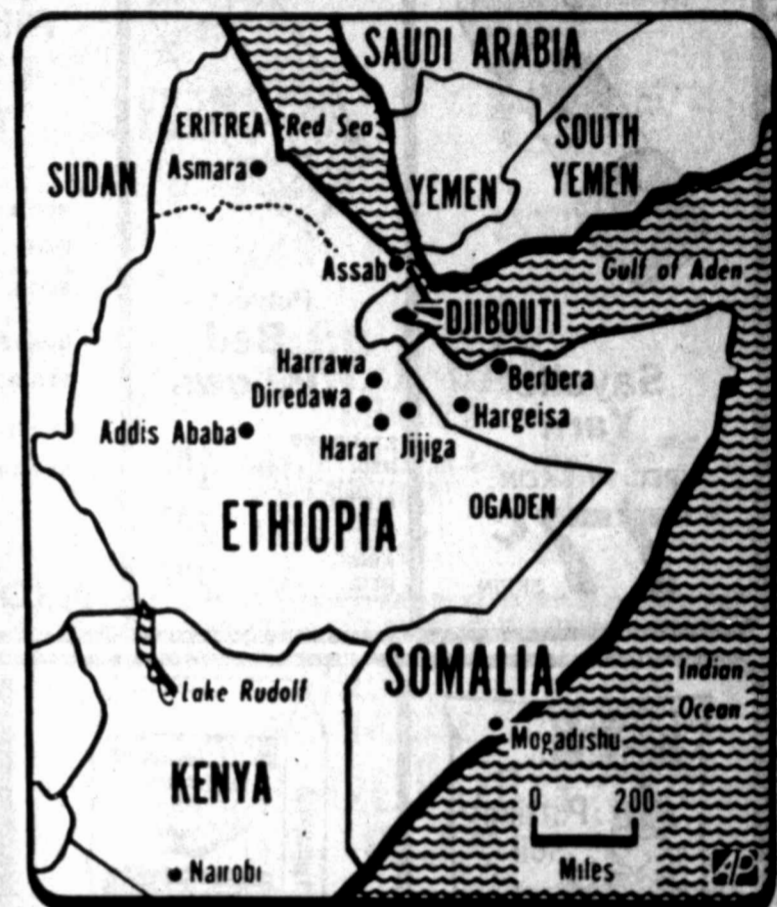 SAUDI ARABIA
ERITREA
Red Sea
SOUTH
YEMEN
SUDAN
Asmara
YEMEN
Assab
Gulf of Aden
DJIBOUTI
Harrawa
Berbera
Diredawa
Hargeisa
Addis Ababa
Harar
Jijiga
OGADEN
ETHIOPIA
SOMALIA
Indian
Ocean
Lake Rudolf
Mogadishu
KENYA
0 200
Miles
AP
Nairobi